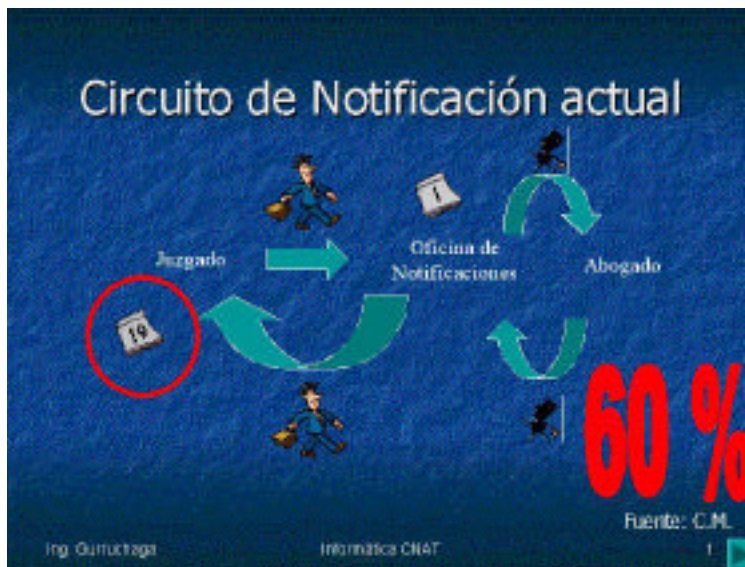 Circuito de Notificación actual
1
Juzgado
Oficina de
Notificaciones
Abogado
19
60 %
Fuente: C.M.
Ing. Gurruchaga
Informática CNAT
1